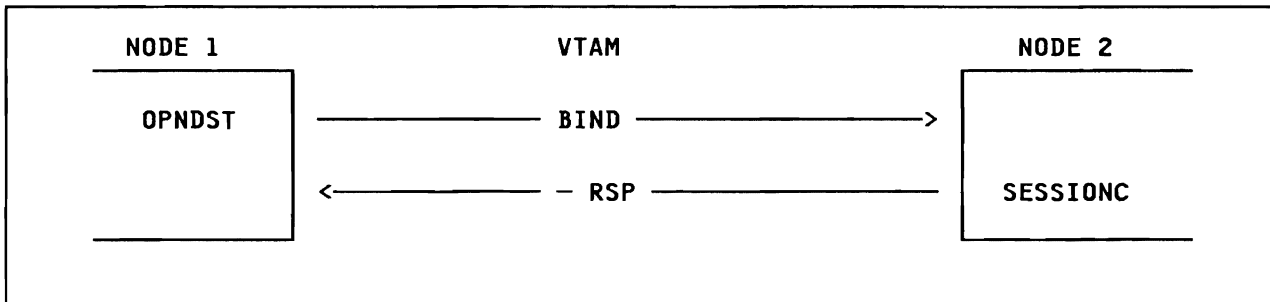 NODE 1 VTAM NODE 2
OPNDST BIND
– RSP SESSIONC